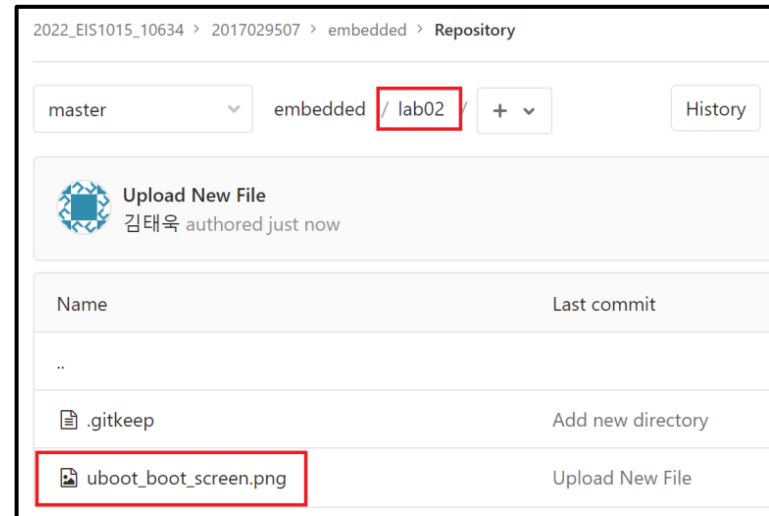 2022_EIS1015_10634 > 2017029507 > embedded > Repository
master embedded / lab02 / + History
Upload New File
김태욱 authored just now
Name Last commit
..
.gitkeep Add new directory
uboot_boot_screen.png Upload New File